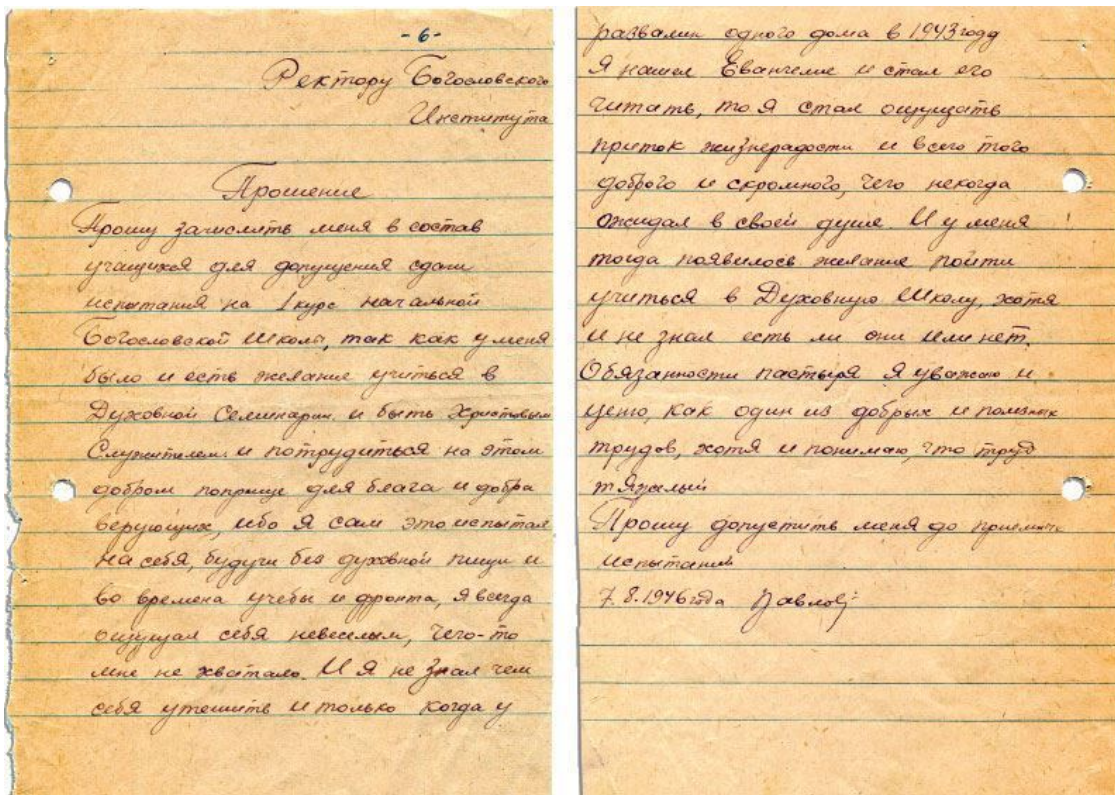 -6-
Ректору Богословского
Института
Прошение
Прошу зачислить меня в состав
учащихся для допущения сдачи
испытания на 1 курс начальной
Богословской Школы, так как у меня
было и есть желание учиться в
Духовной Семинарии и быть Христовым
Служителем и потрудиться на этом
добром поприще для блага и добра
верующих, ибо Я сам это испытал
на себя, будучи без духовной пищи и
во времена учебы и фронта, Я всегда
ощущал себя невеселым, чего-то
мне не хватало. И Я не знал чем
себя утешить и только когда у
развалин одного дома в 1943 году
Я нашел Евангелие и стал его
читать, то Я стал ощущать
приток жизнерадости и всего того
доброго и скромного, чего некогда
ожидал в своей душе. И у меня
тогда появилось желание пойти
учиться в Духовную Школу, хотя
и не знал есть ли они или нет.
Обязанности пастыря Я уважаю и
ценю, как один из добрых и полезных
трудов, хотя и понимаю, что труд
тяжелый
Прошу допустить меня до приемных
испытаний
7.8.1946 года Павлов